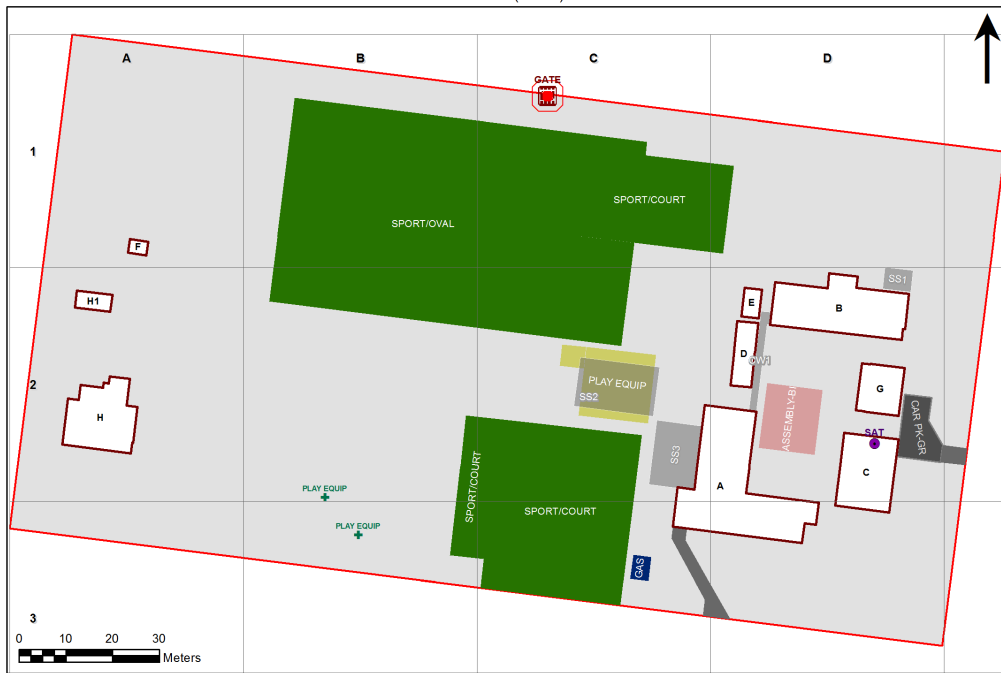 A B C D
GATE
1
SPORT/COURT
SPORT/OVAL
F
SS1
H1
E
B
D
CW1
2
PLAY EQUIP
SS2
G
H
ASSEMBLY-BI
CAR PK-GR
SAT
SS3
C
A
PLAY EQUIP
SPORT/COURT
SPORT/COURT
PLAY EQUIP
GAS
3
0 10 20 30
Meters